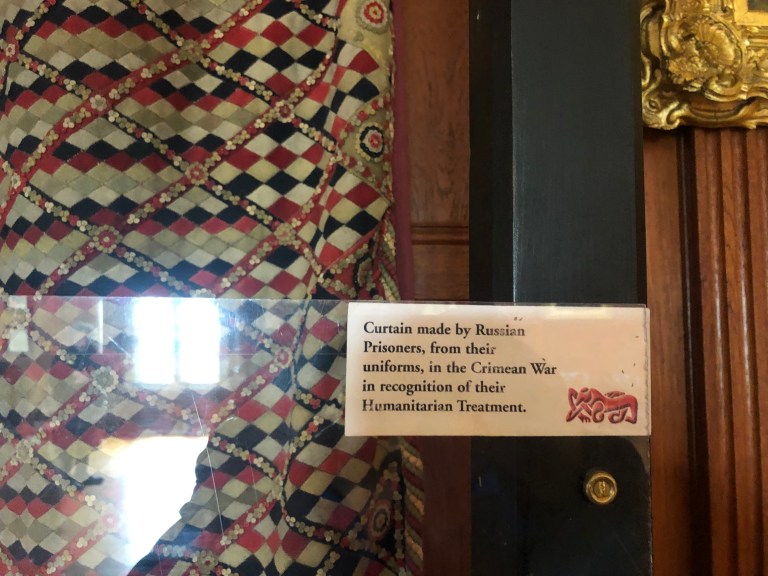 Curtain made by Russian
Prisoners, from their
uniforms, in the Crimean War
in recognition of their
Humanitarian Treatment.